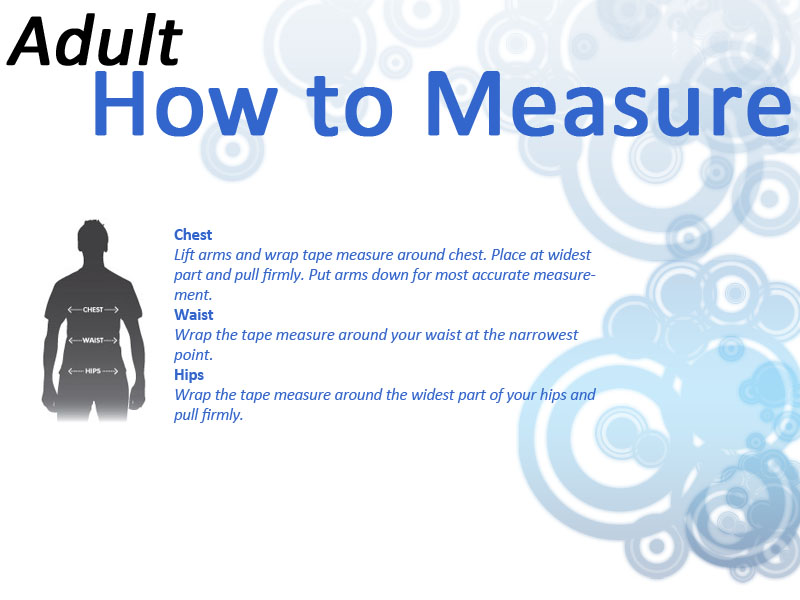 Adult
How to Measure
Chest
Lift arms and wrap tape measure around chest. Place at widest
part and pull firmly. Put arms down for most accurate measure-
ment.
Waist
Wrap the tape measure around your waist at the narrowest
point.
Hips
Wrap the tape measure around the widest part of your hips and
pull firmly.
CHEST
WAIST
HIPS